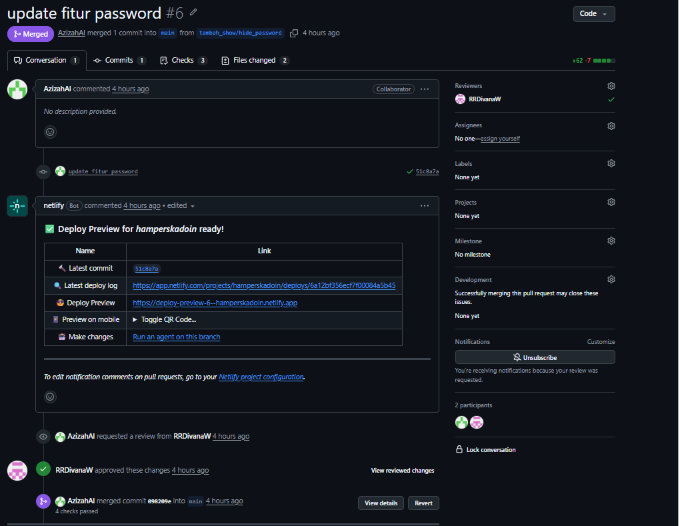 update fitur password #6
Code
Merged AzizahAl merged 1 commit into main from tambah_show/hide_password 4 hours ago
Conversation 1 Commits 1 Checks 3 Files changed 2 +62 -7
AzizahAl commented 4 hours ago Collaborator ...
No description provided.
update fitur password 51c8a7a
netlify Bot commented 4 hours ago • edited ...
Deploy Preview for hamperskadoin ready!
Name Link
Latest commit 51c8a7a
Latest deploy log https://app.netlify.com/projects/hamperskadoin/deploys/6a12bf356ecf7f00084a5b45
Deploy Preview https://deploy-preview-6--hamperskadoin.netlify.app
Preview on mobile Toggle QR Code...
Make changes Run an agent on this branch
To edit notification comments on pull requests, go to your Netlify project configuration.
AzizahAl requested a review from RRDivanaW 4 hours ago
RRDivanaW approved these changes 4 hours ago View reviewed changes
AzizahAl merged commit 898209e into main 4 hours ago View details Revert
4 checks passed
Reviewers
RRDivanaW
Assignees
No one—assign yourself
Labels
None yet
Projects
None yet
Milestone
No milestone
Development
Successfully merging this pull request may close these
issues.
None yet
Notifications Customize
Unsubscribe
You're receiving notifications because your review was
requested.
2 participants
Lock conversation